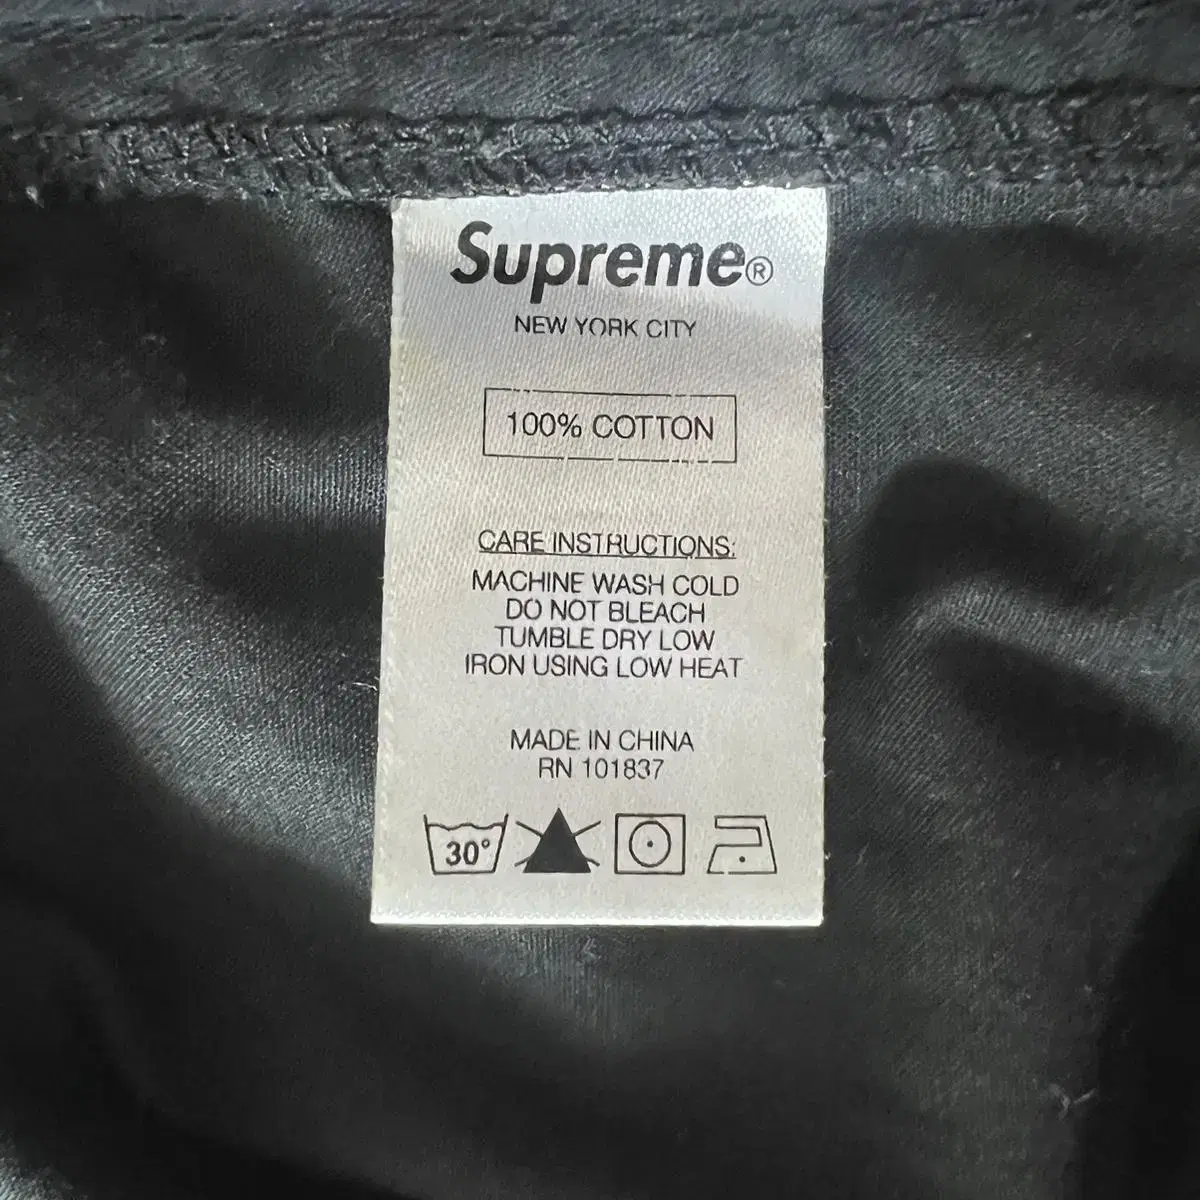 Supreme®
NEW YORK CITY
100% COTTON
CARE INSTRUCTIONS:
MACHINE WASH COLD
DO NOT BLEACH
TUMBLE DRY LOW
IRON USING LOW HEAT
MADE IN CHINA
RN 101837
30°